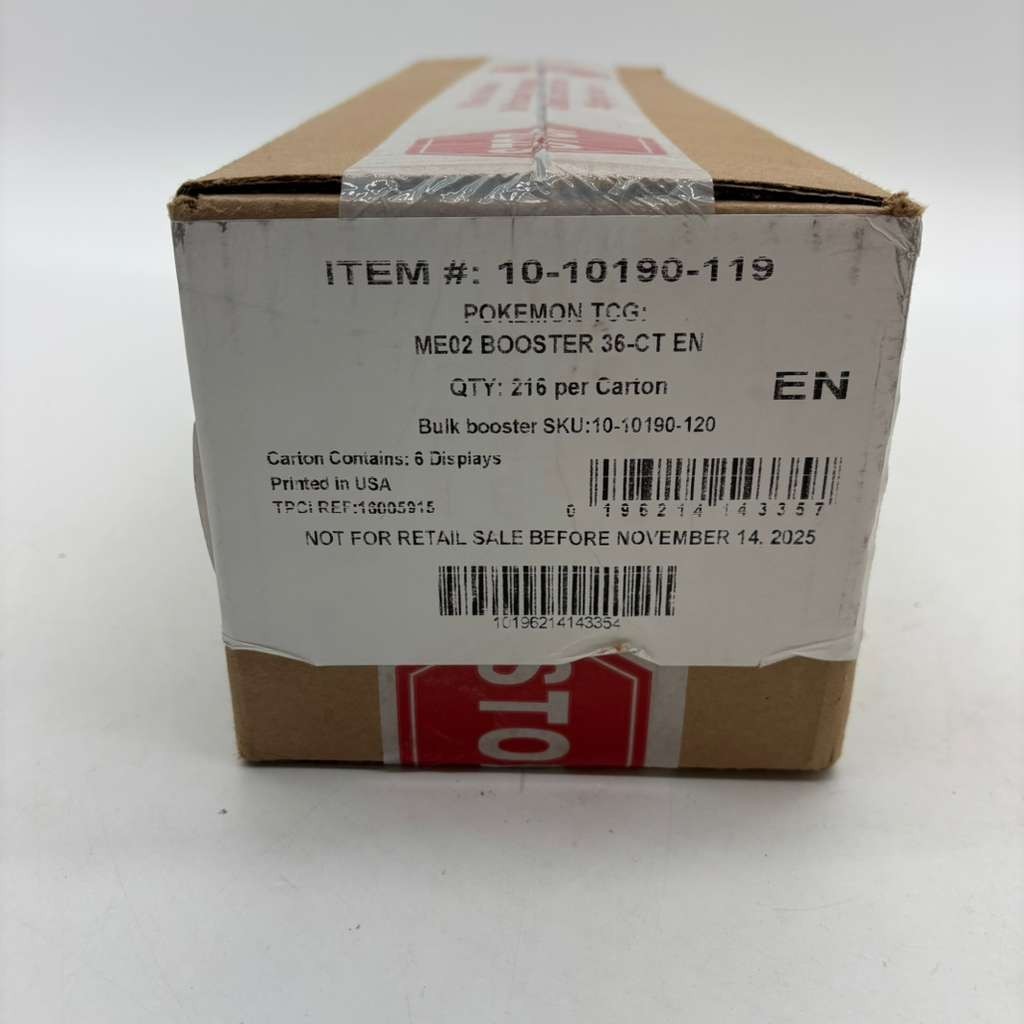 ITEM #: 10-10190-119
POKEMON TCG:
ME02 BOOSTER 36-CT EN
QTY: 216 per Carton
EN
Bulk booster SKU:10-10190-120
Carton Contains: 6 Displays
Printed in USA
TPCi REF:16005915
0 196214 143357
NOT FOR RETAIL SALE BEFORE NOVEMBER 14. 2025
10196214143354
STO